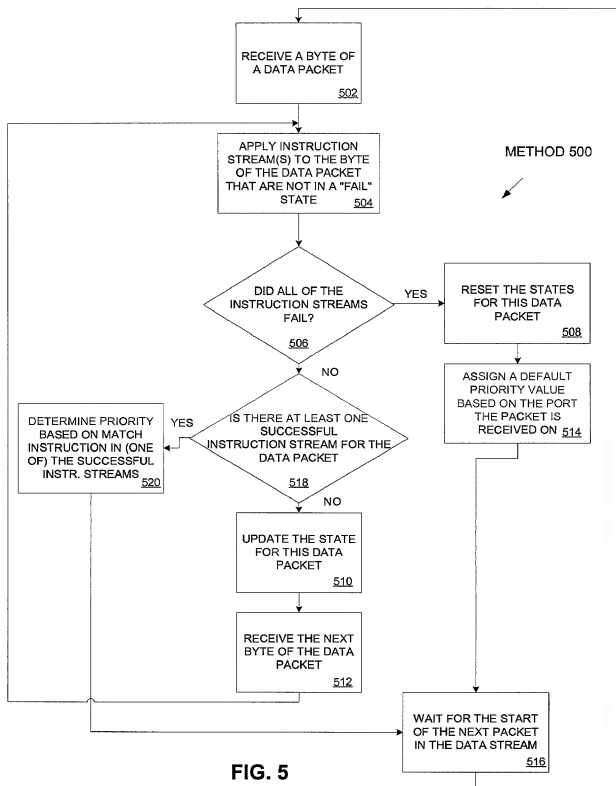 RECEIVE A BYTE OF
A DATA PACKET
502
APPLY INSTRUCTION
STREAM(S) TO THE BYTE
OF THE DATA PACKET
THAT ARE NOT IN A "FAIL"
STATE
504
METHOD 500
DID ALL OF THE
INSTRUCTION STREAMS
FAIL?
506
YES
RESET THE STATES
FOR THIS DATA
PACKET
508
NO
ASSIGN A DEFAULT
PRIORITY VALUE
BASED ON THE PORT
THE PACKET IS
RECEIVED ON
514
IS THERE AT LEAST ONE
SUCCESSFUL
INSTRUCTION STREAM FOR THE
DATA PACKET
518
YES
DETERMINE PRIORITY
BASED ON MATCH
INSTRUCTION IN (ONE
OF) THE SUCCESSFUL
INSTR. STREAMS
520
NO
UPDATE THE STATE
FOR THIS DATA
PACKET
510
RECEIVE THE NEXT
BYTE OF THE DATA
PACKET
512
WAIT FOR THE START
OF THE NEXT PACKET
IN THE DATA STREAM
516
FIG. 5